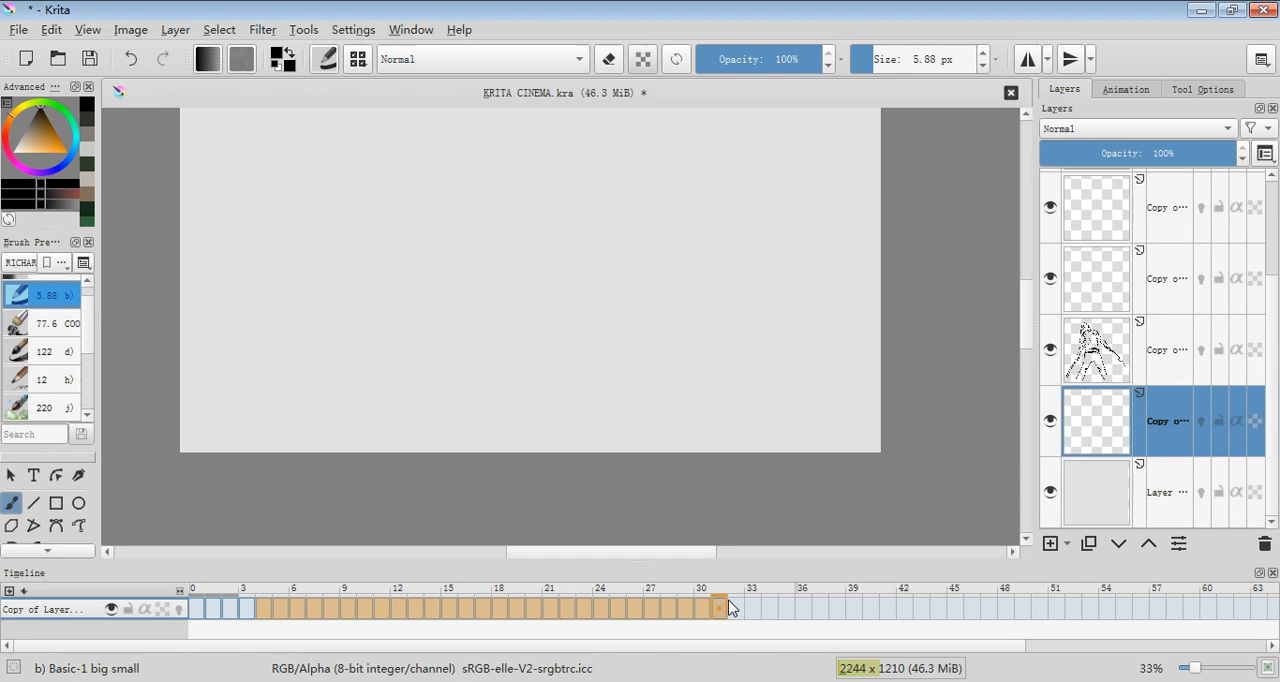 * - Krita
File Edit View Image Layer Select Filter Tools Settings Window Help
Normal
Opacity: 100%
Size: 5.88 px
Advanced ···
KRITA CINEMA.kra (46.3 MiB) *
Layers Animation Tool Options
Layers
Normal
Opacity: 100%
Brush Pre···
RICHAR
5.88 b)
77.6 COO
122 d)
12 h)
220 j)
Search
Copy o···
Copy o···
Copy o···
Copy o···
Layer ···
Timeline
0 3 6 9 12 15 18 21 24 27 30 33 36 39 42 45 48 51 54 57 60 63
Copy of Layer...
b) Basic-1 big small
RGB/Alpha (8-bit integer/channel) sRGB-elle-V2-srgbtrc.icc
2244 x 1210 (46.3 MiB)
33%